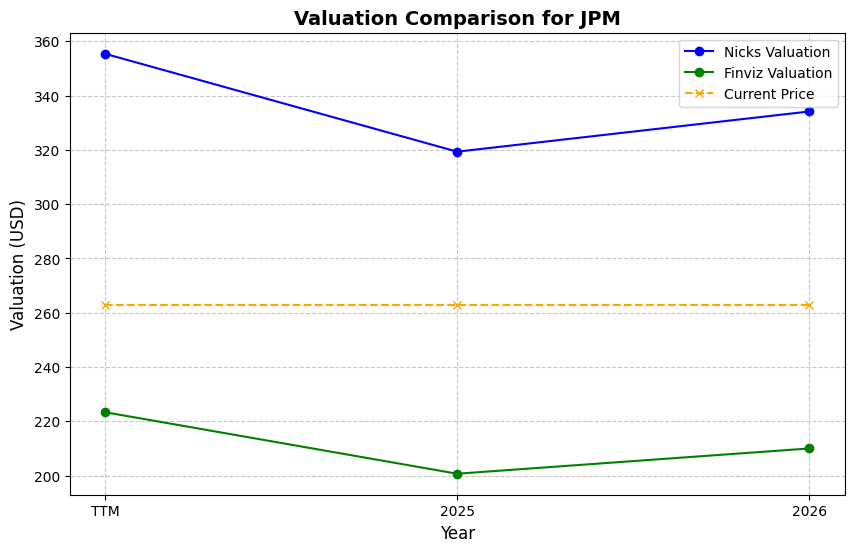 Valuation Comparison for JPM
Nicks Valuation
Finviz Valuation
Current Price
Valuation (USD)
360
340
320
300
280
260
240
220
200
TTM
2025
2026
Year